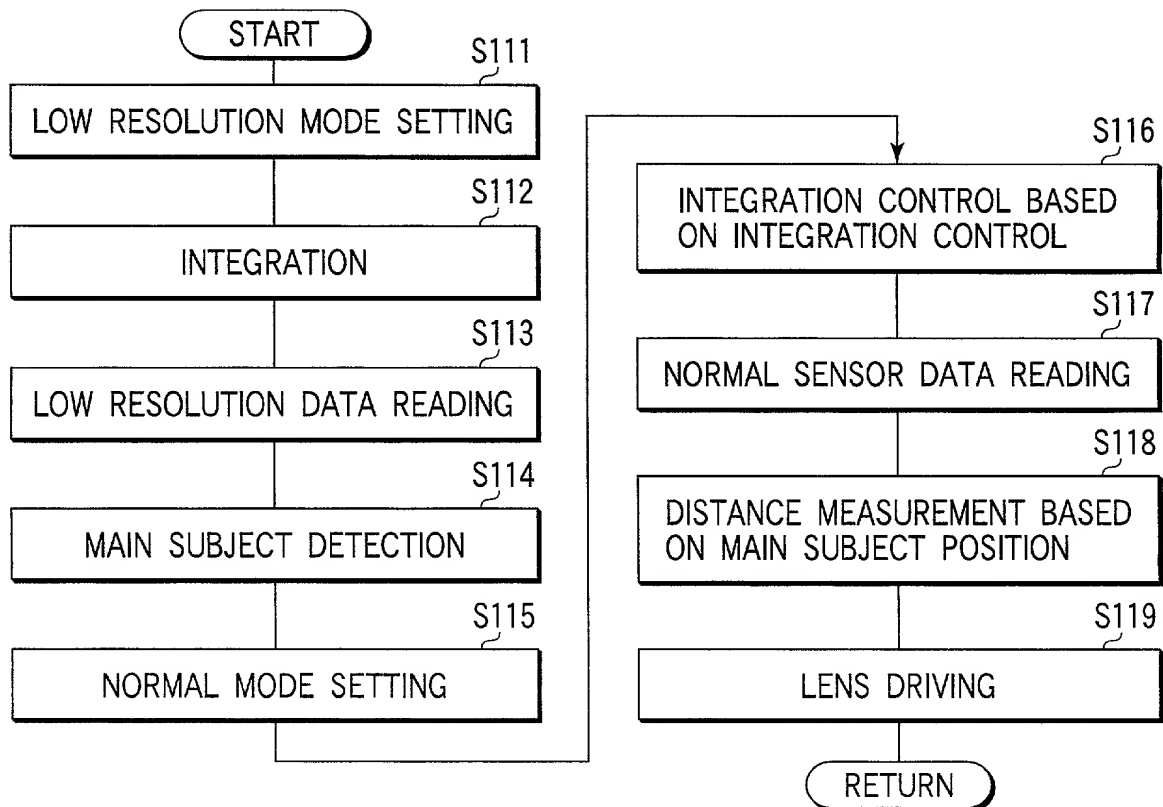 START
S111
LOW RESOLUTION MODE SETTING
S112
INTEGRATION
S113
LOW RESOLUTION DATA READING
S114
MAIN SUBJECT DETECTION
S115
NORMAL MODE SETTING
S116
INTEGRATION CONTROL BASED
ON INTEGRATION CONTROL
S117
NORMAL SENSOR DATA READING
S118
DISTANCE MEASUREMENT BASED
ON MAIN SUBJECT POSITION
S119
LENS DRIVING
RETURN